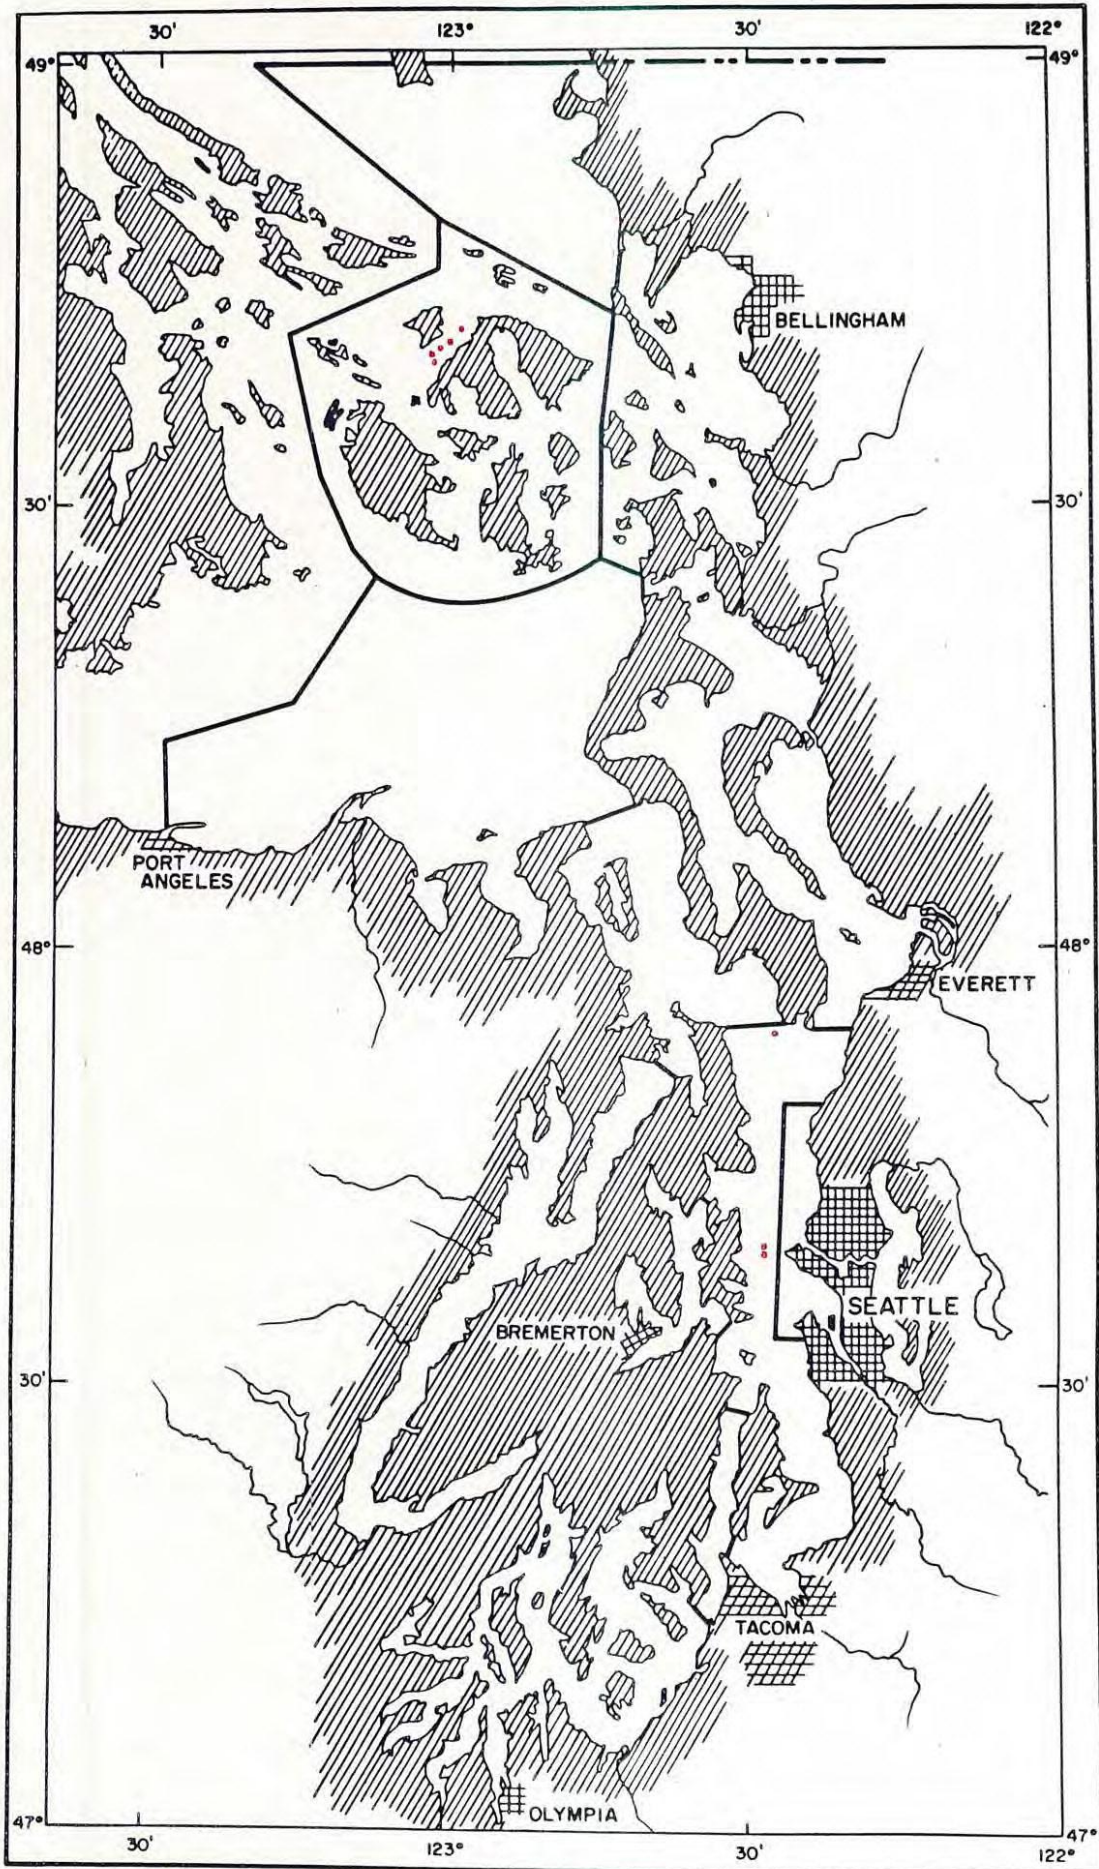 30' 123° 30' 122°
49° 49°
BELLINGHAM
30' 30'
PORT
ANGELES
48° 48°
EVERETT
SEATTLE
BREMERTON
30' 30'
TACOMA
OLYMPIA
47° 47°
30' 123° 30' 122°